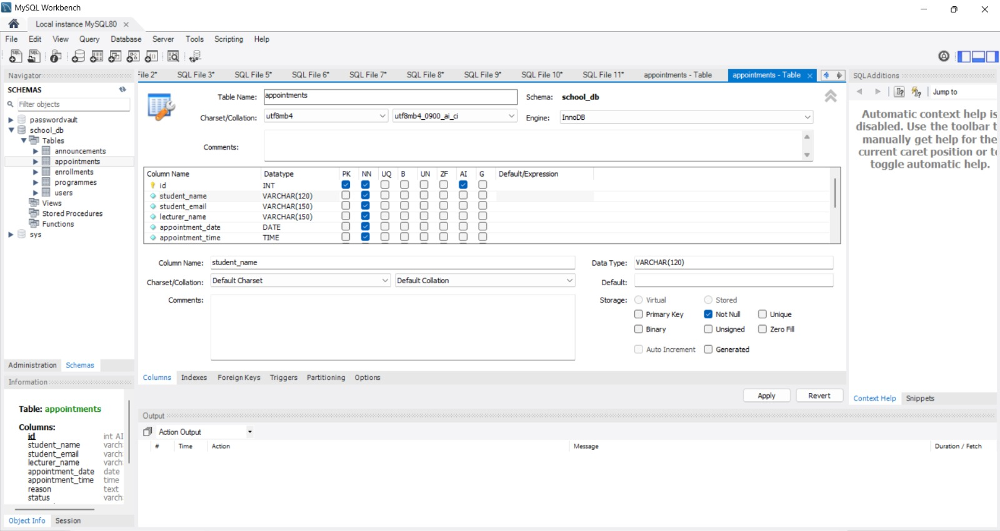 MySQL Workbench
Local instance MySQL80
File Edit View Query Database Server Tools Scripting Help
Navigator
SCHEMAS
Filter objects
passwordvault
school_db
Tables
announcements
appointments
enrollments
programmes
users
Views
Stored Procedures
Functions
sys
Administration Schemas
Information
Table: appointments
Columns:
id int AI
student_name varch
student_email varch
lecturer_name varch
appointment_date date
appointment_time time
reason text
status varch
Object Info Session
File 2* SQL File 3* SQL File 5* SQL File 6* SQL File 7* SQL File 8* SQL File 9* SQL File 10* SQL File 11* appointments - Table appointments - Table
Table Name: appointments Schema: school_db
Charset/Collation: utf8mb4 utf8mb4_0900_ai_ci Engine: InnoDB
Comments:
Column Name Datatype PK NN UQ B UN ZF AI G Default/Expression
id INT
student_name VARCHAR(120)
student_email VARCHAR(150)
lecturer_name VARCHAR(150)
appointment_date DATE
appointment_time TIME
Column Name: student_name Data Type: VARCHAR(120)
Charset/Collation: Default Charset Default Collation Default:
Comments: Storage: Virtual Stored
Primary Key Not Null Unique
Binary Unsigned Zero Fill
Auto Increment Generated
Columns Indexes Foreign Keys Triggers Partitioning Options
Apply Revert
Output
Action Output
# Time Action Message Duration / Fetch
SQLAdditions
Jump to
Automatic context help is
disabled. Use the toolbar t
manually get help for the
current caret position or to
toggle automatic help.
Context Help Snippets